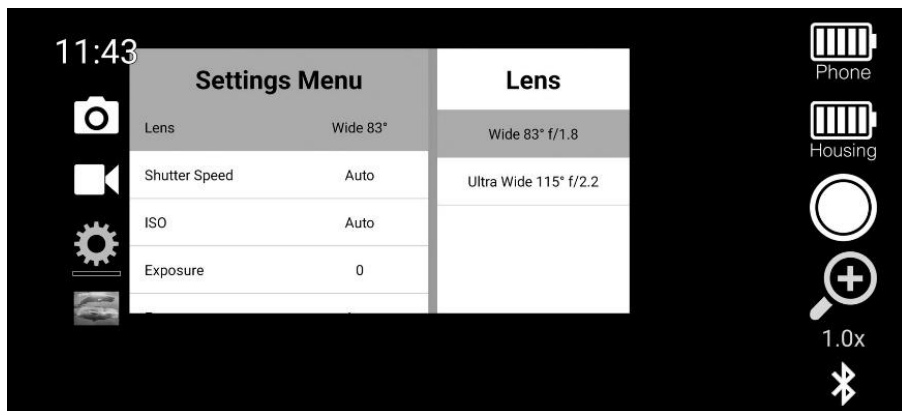 11:43
Settings Menu
Lens Wide 83°
Shutter Speed Auto
ISO Auto
Exposure 0
Lens
Wide 83° f/1.8
Ultra Wide 115° f/2.2
Phone
Housing
1.0x